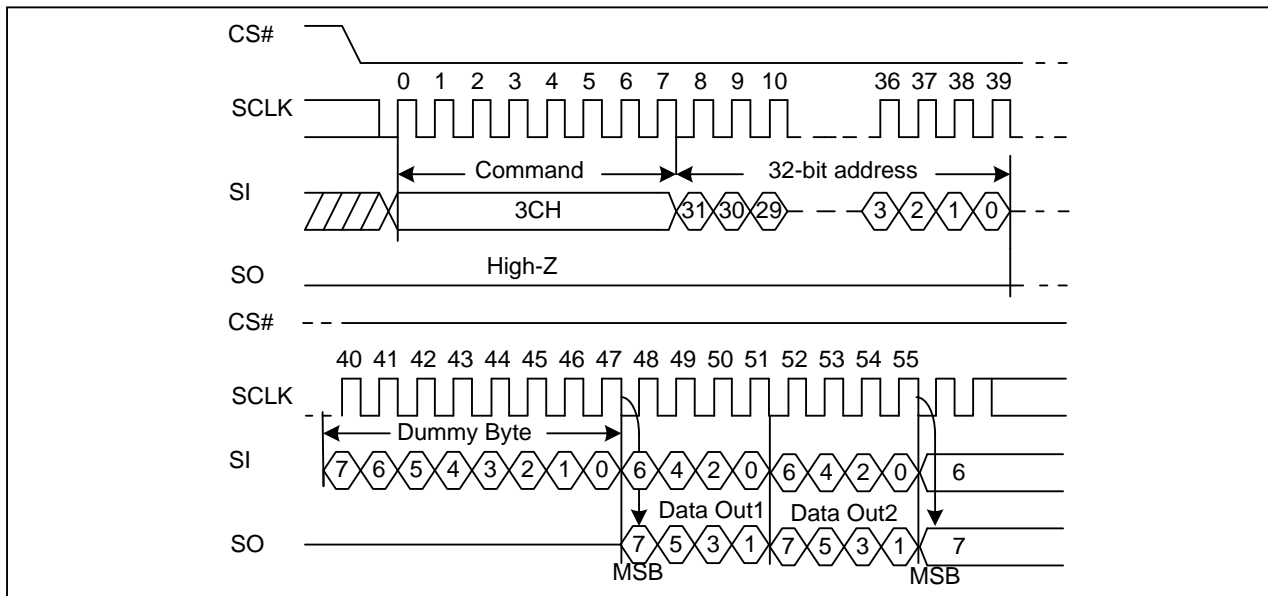 CS#
0 1 2 3 4 5 6 7 8 9 10 36 37 38 39
SCLK
Command 32-bit address
SI
3CH 31 30 29 3 2 1 0
High-Z
SO
CS#
40 41 42 43 44 45 46 47 48 49 50 51 52 53 54 55
SCLK
Dummy Byte
SI 7 6 5 4 3 2 1 0 6 4 2 0 6 4 2 0 6
Data Out1 Data Out2
SO 7 5 3 1 7 5 3 1 7
MSB MSB